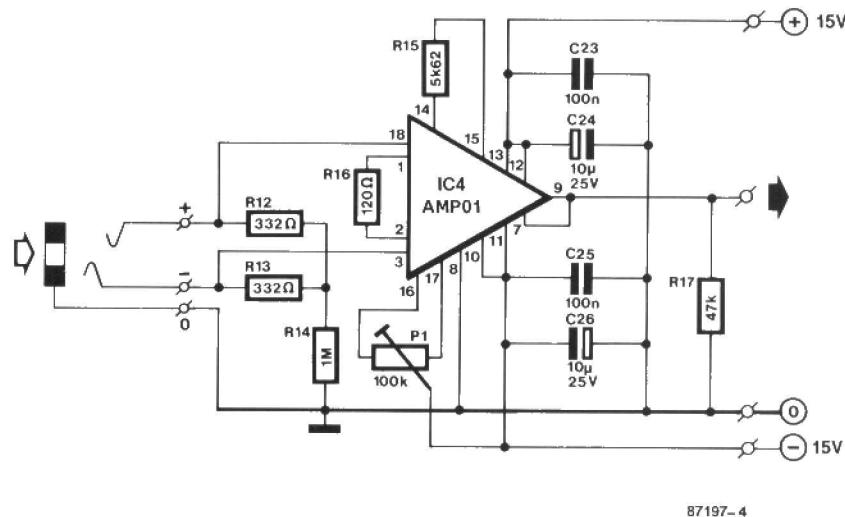 + 15V
R15
5k62
C23
100n
14
15
13
12
C24
10µ
25V
18
1
R16
120Ω
IC4
AMP01
9
7
2
3
16
17
8
10
11
+
R12
332Ω
-
R13
332Ω
0
R14
1M
P1
100k
C25
100n
C26
10µ
25V
R17
47k
0
- 15V
87197-4